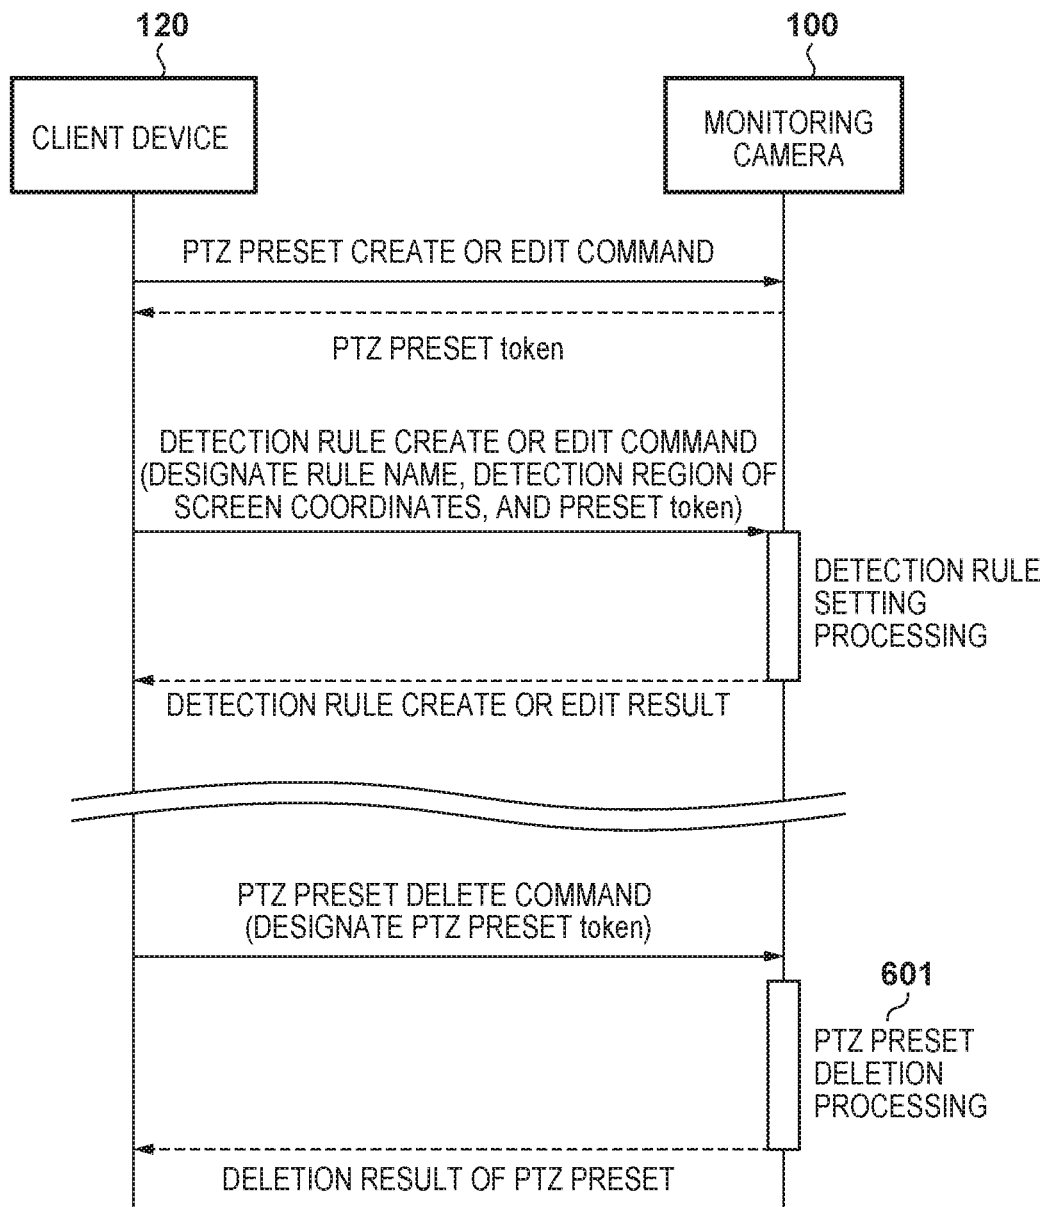 120
100
CLIENT DEVICE
MONITORING
CAMERA
PTZ PRESET CREATE OR EDIT COMMAND
PTZ PRESET token
DETECTION RULE CREATE OR EDIT COMMAND
(DESIGNATE RULE NAME, DETECTION REGION OF
SCREEN COORDINATES, AND PRESET token)
DETECTION RULE
SETTING
PROCESSING
DETECTION RULE CREATE OR EDIT RESULT
PTZ PRESET DELETE COMMAND
(DESIGNATE PTZ PRESET token)
601
PTZ PRESET
DELETION
PROCESSING
DELETION RESULT OF PTZ PRESET